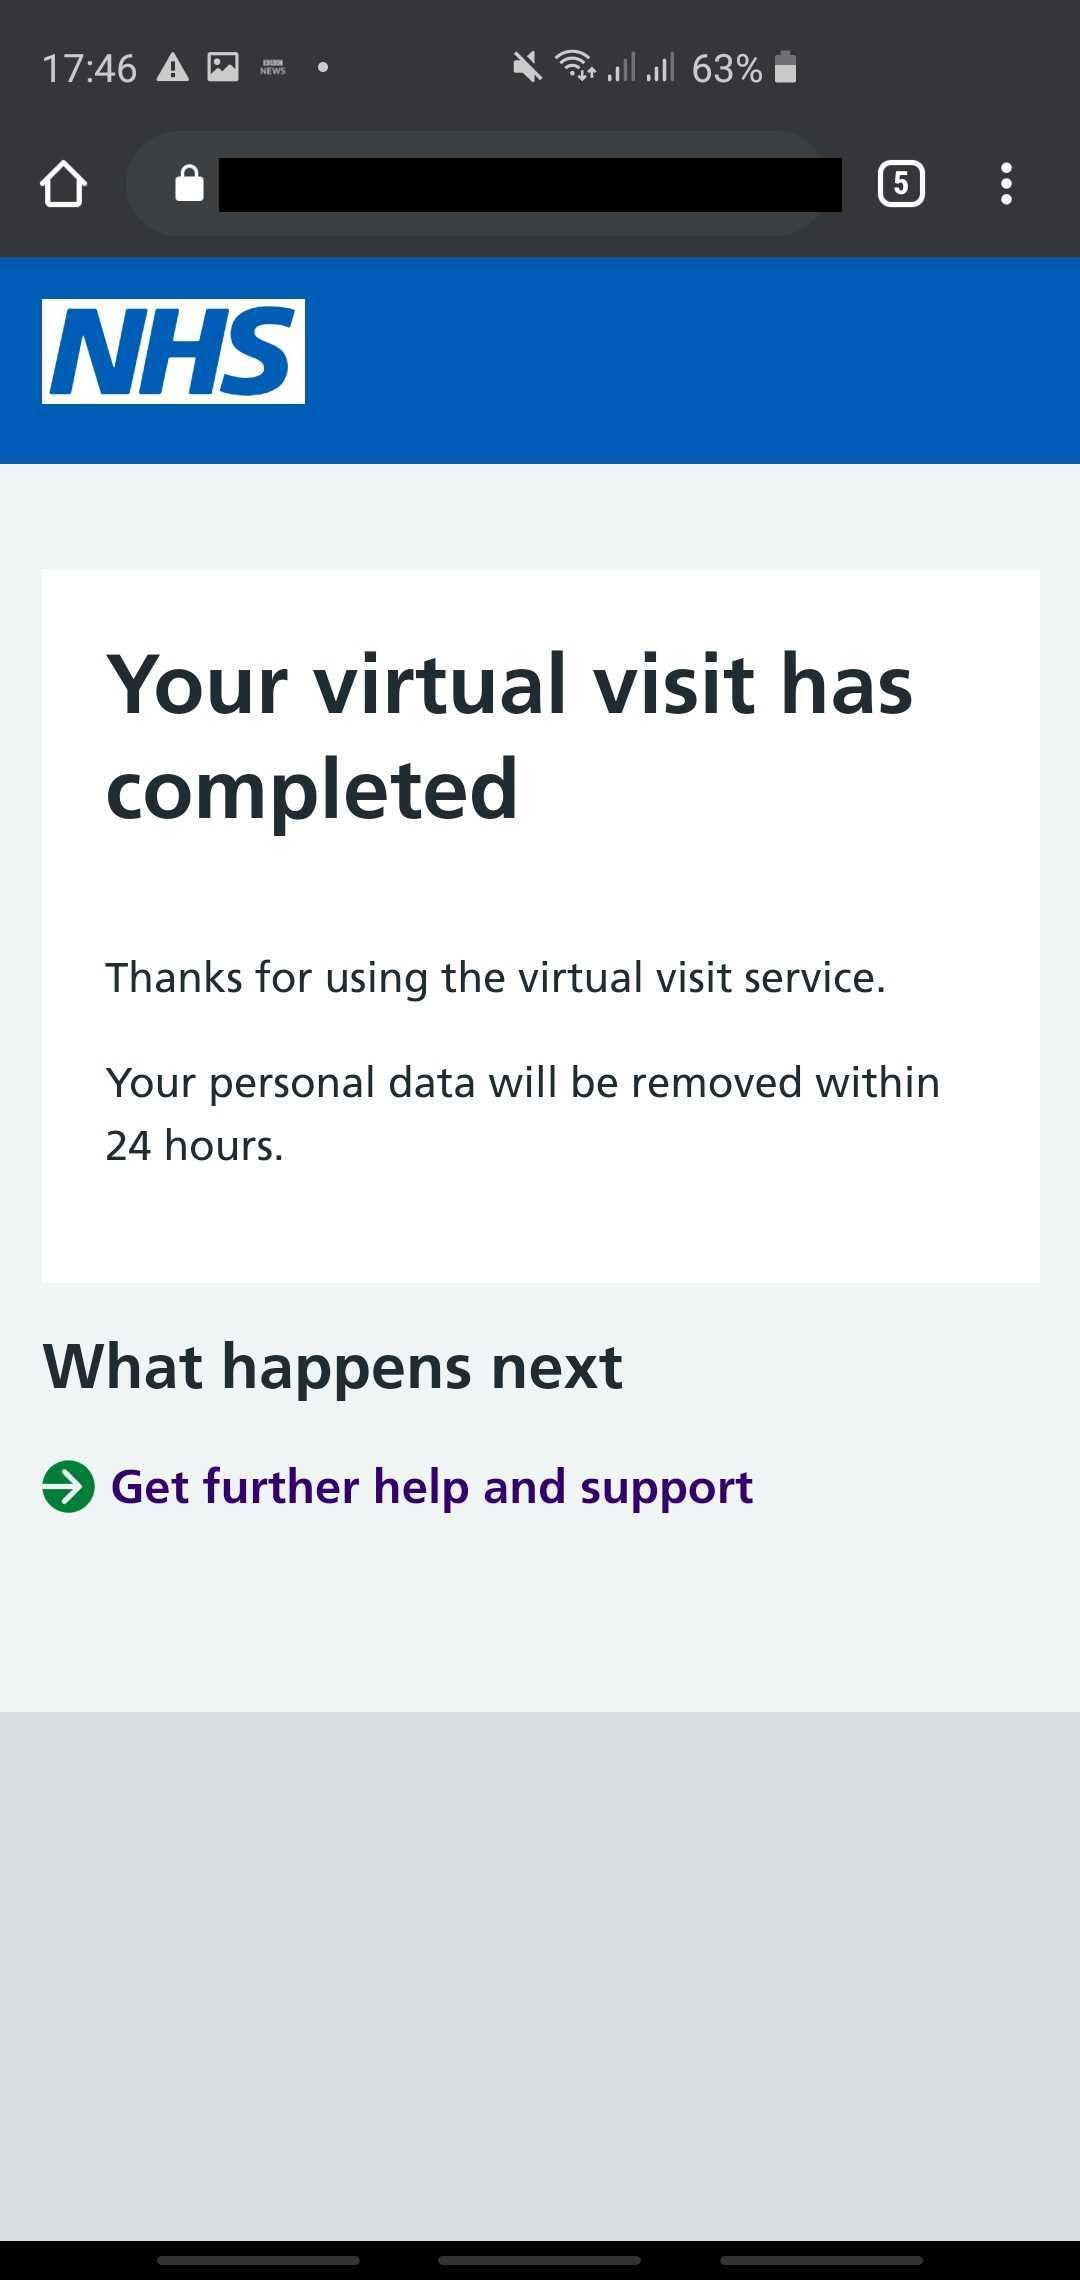 17:46 NEWS 63%
5
NHS
Your virtual visit has
completed
Thanks for using the virtual visit service.
Your personal data will be removed within
24 hours.
What happens next
Get further help and support